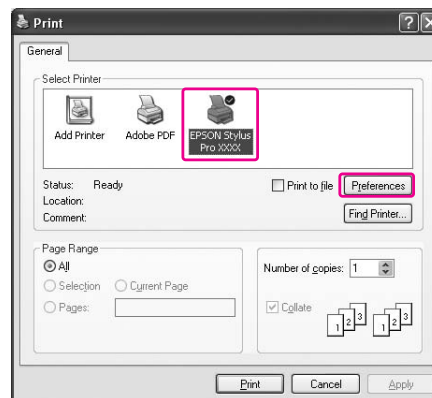 Print
General
Select Printer
Add Printer
Adobe PDF
EPSON Stylus
Pro XXXX
Status: Ready
Print to file
Preferences
Location:
Comment:
Find Printer...
Page Range
All
Selection
Current Page
Pages:
Number of copies: 1
Collate
1 2 3
1 2 3
Print
Cancel
Apply